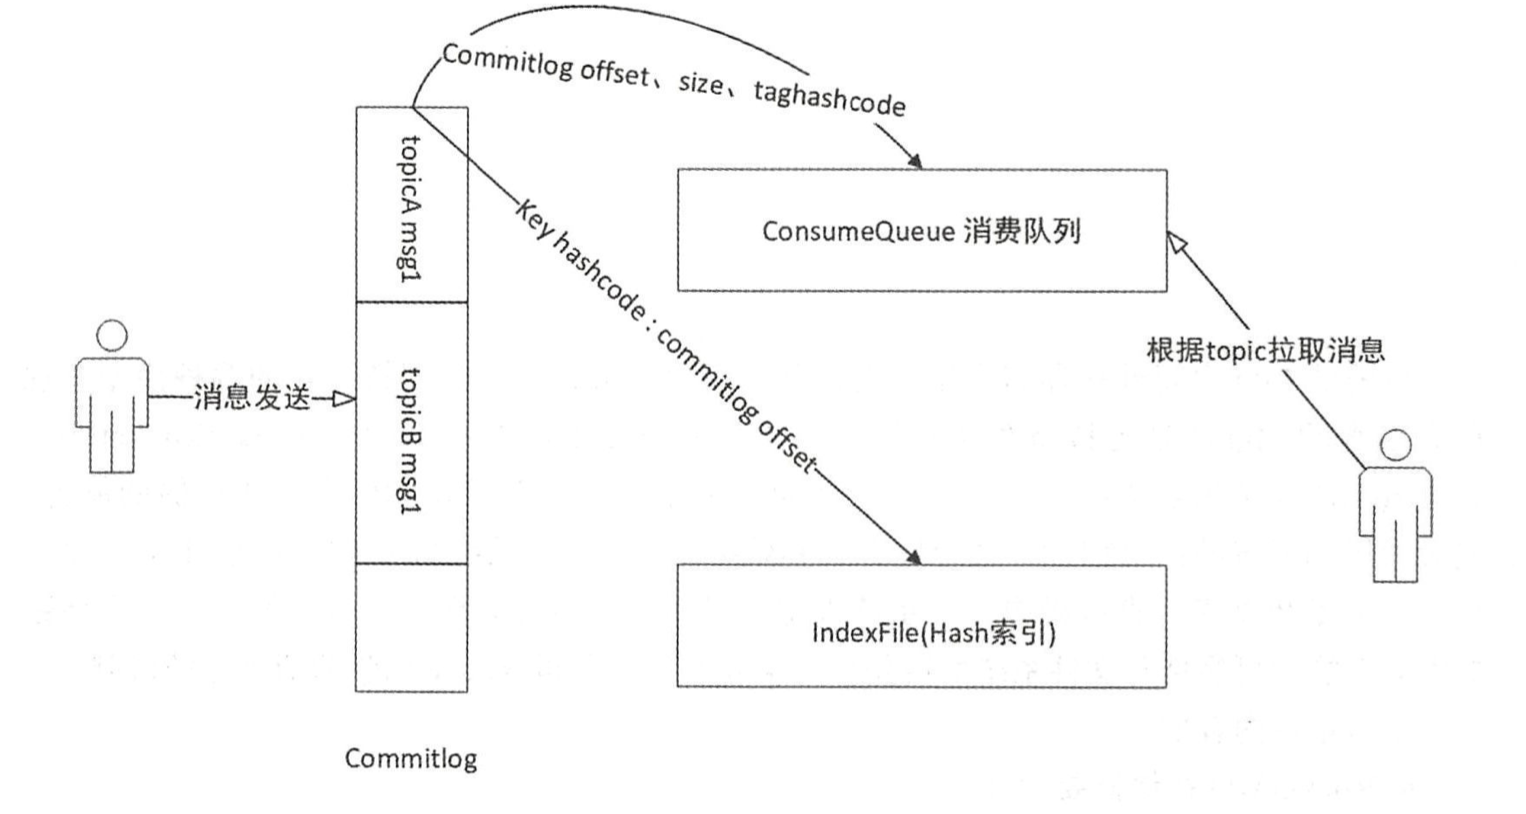 Commitlog offset、size、taghashcode
topicA msg1
Key hashcode：commitlog offset
ConsumeQueue 消费队列
根据topic拉取消息
消息发送
topicB msg1
IndexFile(Hash索引)
Commitlog